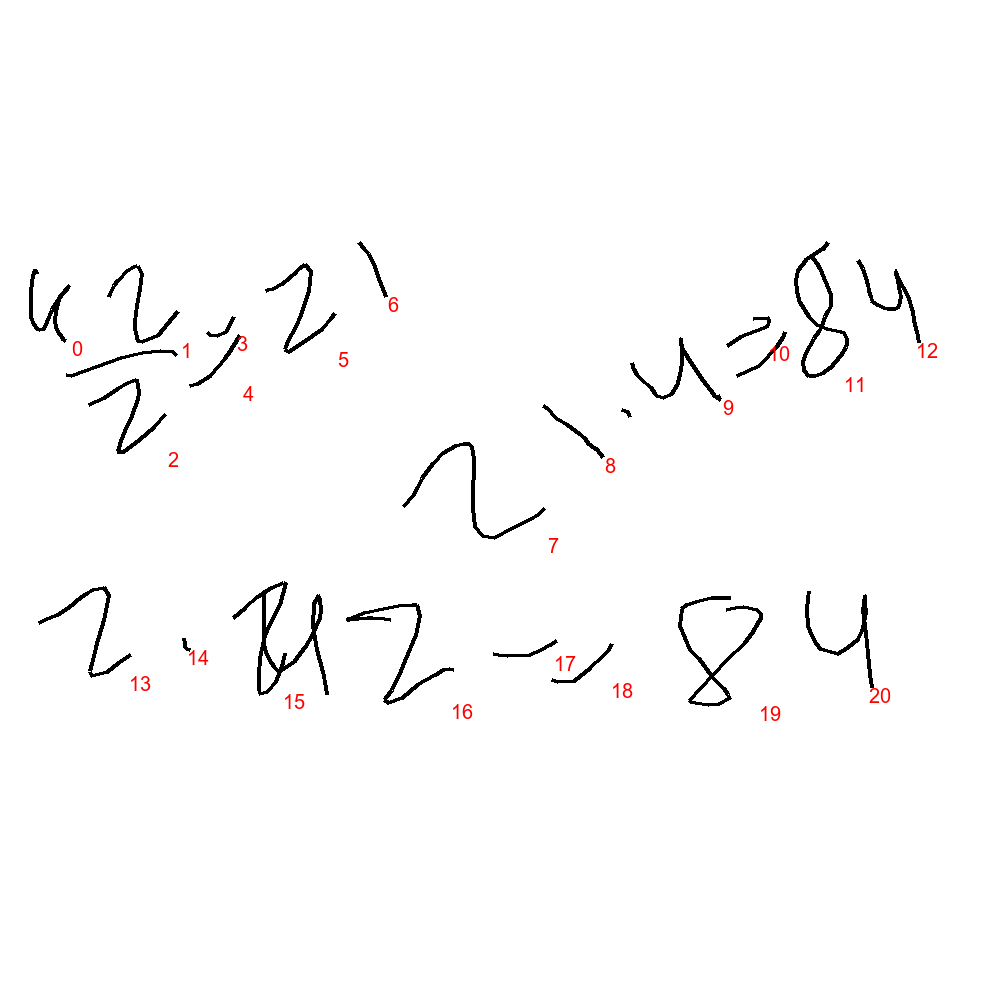 42/2 = 21
21 · 4 = 84
2 · 42 = 84